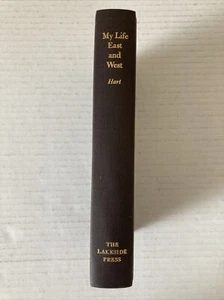 My Life
East
and
West
Hart
THE
LAKESIDE
PRESS